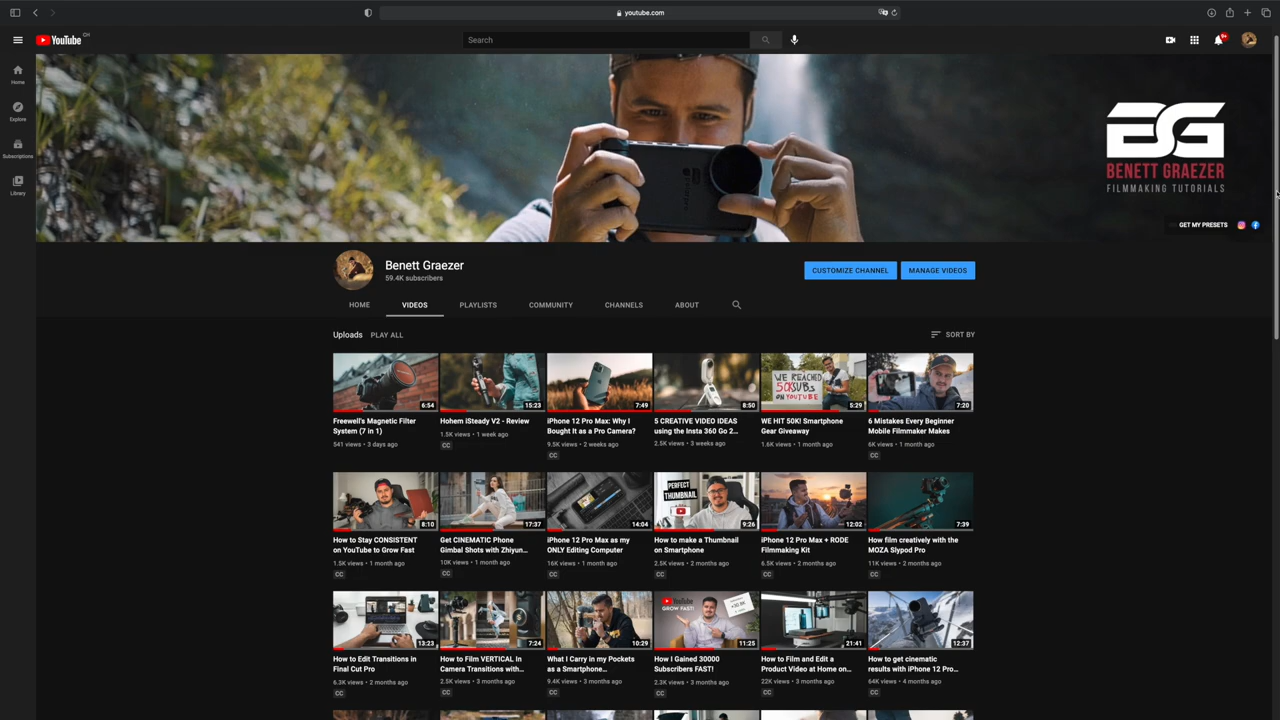 youtube.com
YouTube CH
Search
9+
Home
Explore
Subscriptions
Library
BG
BENETT GRAEZER
FILMMAKING TUTORIALS
GET MY PRESETS
Benett Graezer
59.4K subscribers
CUSTOMIZE CHANNEL
MANAGE VIDEOS
HOME
VIDEOS
PLAYLISTS
COMMUNITY
CHANNELS
ABOUT
Uploads
PLAY ALL
SORT BY
6:54
Freewell's Magnetic Filter
System (7 in 1)
541 views • 3 days ago
15:23
Hohem iSteady V2 - Review
1.5K views • 1 week ago
CC
7:49
iPhone 12 Pro Max: Why I
Bought It as a Pro Camera?
9.5K views • 2 weeks ago
CC
8:50
5 CREATIVE VIDEO IDEAS
using the Insta 360 Go 2...
2.5K views • 3 weeks ago
WE REACHED
50K SUBS
ON YOUTUBE
5:29
WE HIT 50K! Smartphone
Gear Giveaway
1.6K views • 1 month ago
7:20
6 Mistakes Every Beginner
Mobile Filmmaker Makes
6K views • 1 month ago
CC
8:10
How to Stay CONSISTENT
on YouTube to Grow Fast
1.5K views • 1 month ago
CC
17:37
Get CINEMATIC Phone
Gimbal Shots with Zhiyun...
10K views • 1 month ago
CC
14:04
iPhone 12 Pro Max as my
ONLY Editing Computer
16K views • 1 month ago
CC
PERFECT
THUMBNAIL
9:26
How to make a Thumbnail
on Smartphone
2.5K views • 2 months ago
CC
12:02
iPhone 12 Pro Max + RODE
Filmmaking Kit
6.5K views • 2 months ago
CC
7:39
How film creatively with the
MOZA Slypod Pro
11K views • 2 months ago
CC
13:23
How to Edit Transitions in
Final Cut Pro
6.3K views • 2 months ago
CC
7:24
How to Film VERTICAL In
Camera Transitions with...
2.5K views • 3 months ago
CC
10:29
What I Carry in my Pockets
as a Smartphone...
9.4K views • 3 months ago
CC
YouTube
GROW FAST!
11:25
How I Gained 30000
Subscribers FAST!
2.3K views • 3 months ago
CC
21:41
How to Film and Edit a
Product Video at Home on...
22K views • 3 months ago
CC
12:37
How to get cinematic
results with iPhone 12 Pro...
64K views • 4 months ago
CC